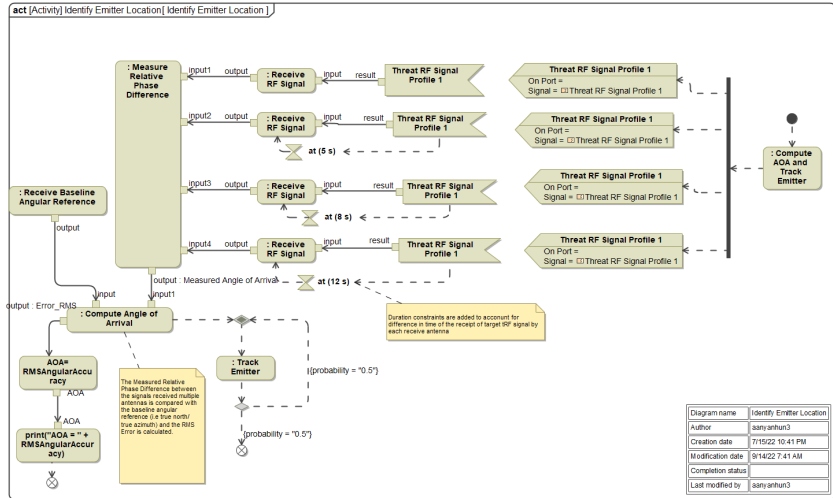 act [Activity] Identify Emitter Location[ Identify Emitter Location ]
: Measure
Relative
Phase
Difference
input1
output
: Receive
RF Signal
input
result
Threat RF Signal
Profile 1
Threat RF Signal Profile 1
On Port =
Signal = Threat RF Signal Profile 1
input2
output
: Receive
RF Signal
input
result
Threat RF Signal
Profile 1
Threat RF Signal Profile 1
On Port =
Signal = Threat RF Signal Profile 1
at (5 s)
: Compute
AOA and
Track
Emitter
: Receive Baseline
Angular Reference
output
input3
output
: Receive
RF Signal
input
result
Threat RF Signal
Profile 1
Threat RF Signal Profile 1
On Port =
Signal = Threat RF Signal Profile 1
at (8 s)
input4
output
: Receive
RF Signal
input
result
Threat RF Signal
Profile 1
Threat RF Signal Profile 1
On Port =
Signal = Threat RF Signal Profile 1
at (12 s)
output : Measured Angle of Arrival
input
input1
output : Error_RMS
: Compute Angle of
Arrival
Duration constraints are added to acccount for
difference in time of the receipt of target tRF signal by
each receive antenna
AOA=
RMSAngularAccu
racy
AOA
AOA
print("AOA = " +
RMSAngularAccur
acy)
The Measured Relative
Phase Difference between
the signals received multiple
antennas is compared with
the baseline angular
reference (i.e true north/
true azimuth) and the RMS
Error is calculated.
: Track
Emitter
{probability = "0.5"}
{probability = "0.5"}
Diagram name Identify Emitter Location
Author aanyanhun3
Creation date 7/15/22 10:41 PM
Modification date 9/14/22 7:41 AM
Completion status
Last modified by aanyanhun3